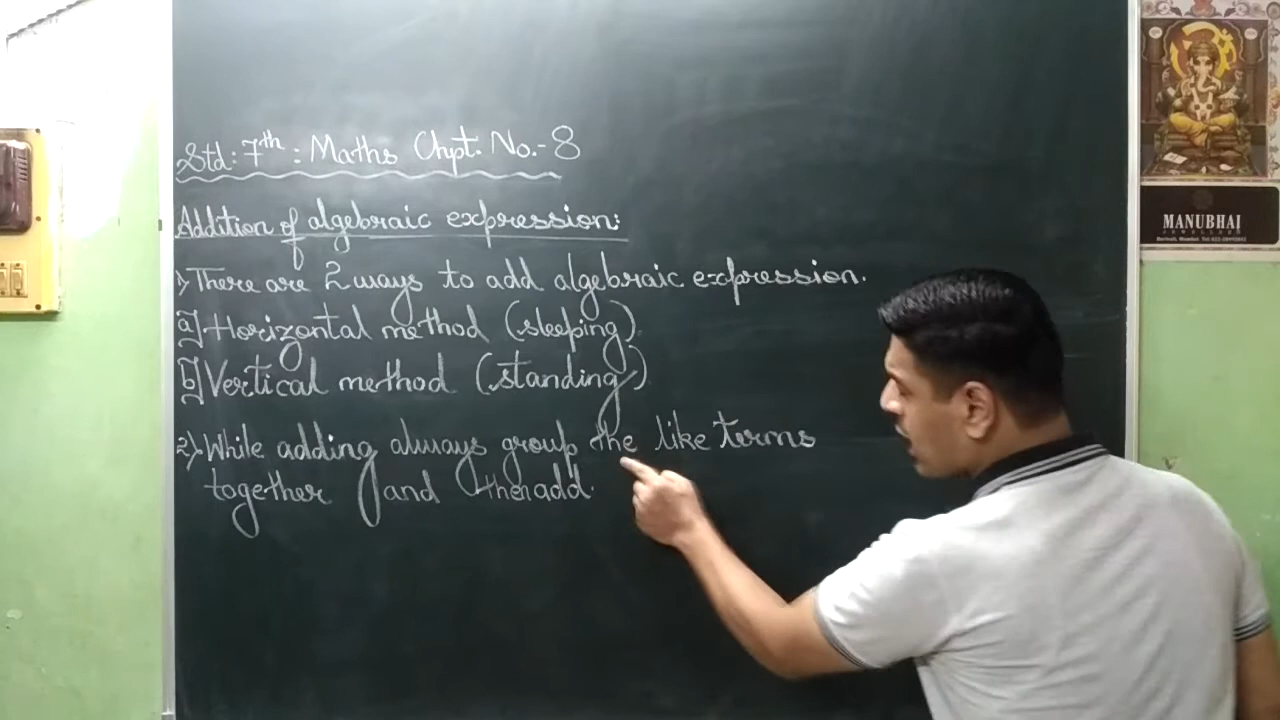 Std: 7th : Maths Chpt. No.- 8
Addition of algebraic expression:
1) There are 2 ways to add algebraic expression.
a] Horizontal method (sleeping)
b] Vertical method (standing)
2) While adding always group the like terms
together and then add.
MANUBHAI
JEWELLERS